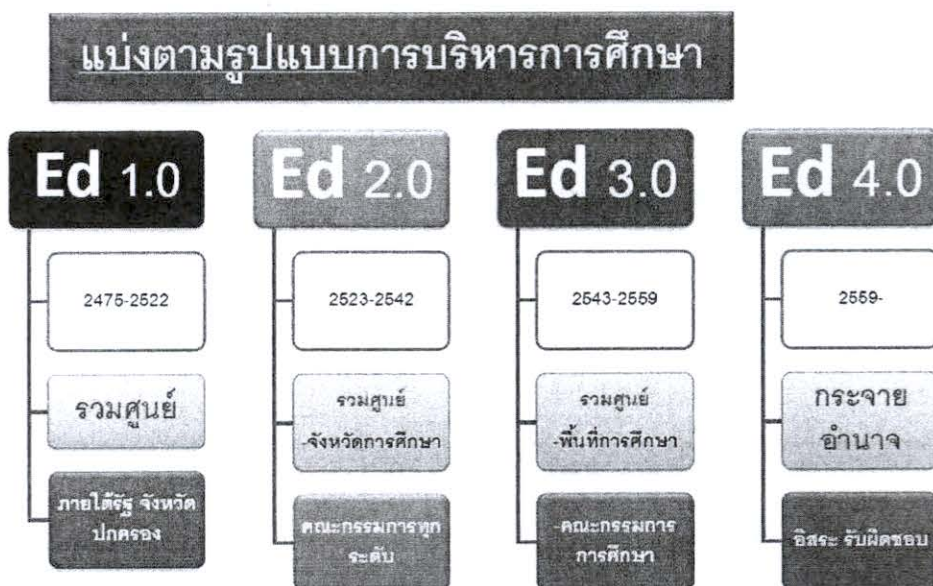 แบ่งตามรูปแบบการบริหารการศึกษา
Ed 1.0
2475-2522
รวมศูนย์
ภายใต้รัฐ จังหวัด
ปกครอง
Ed 2.0
2523-2542
รวมศูนย์
-จังหวัดการศึกษา
คณะกรรมการทุก
ระดับ
Ed 3.0
2543-2559
รวมศูนย์
-พื้นที่การศึกษา
-คณะกรรมการ
การศึกษา
Ed 4.0
2559-
กระจาย
อำนาจ
อิสระ รับผิดชอบ